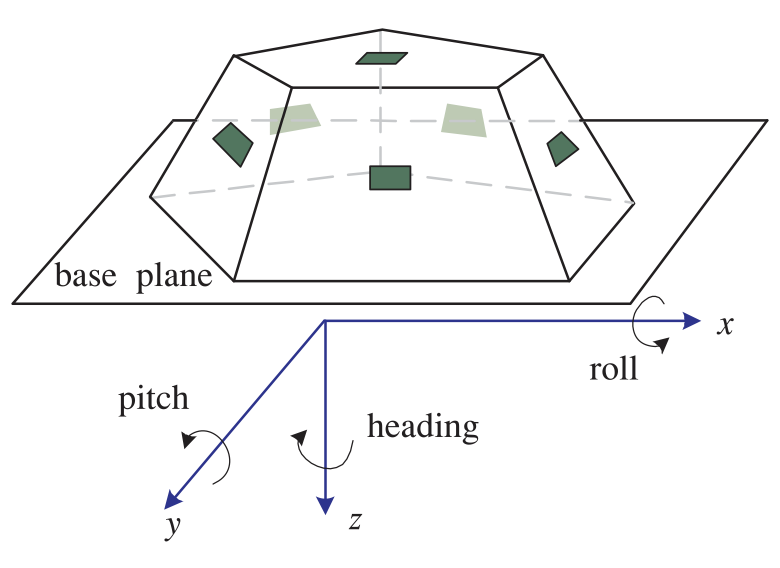 base plane
x
roll
pitch
heading
y
z